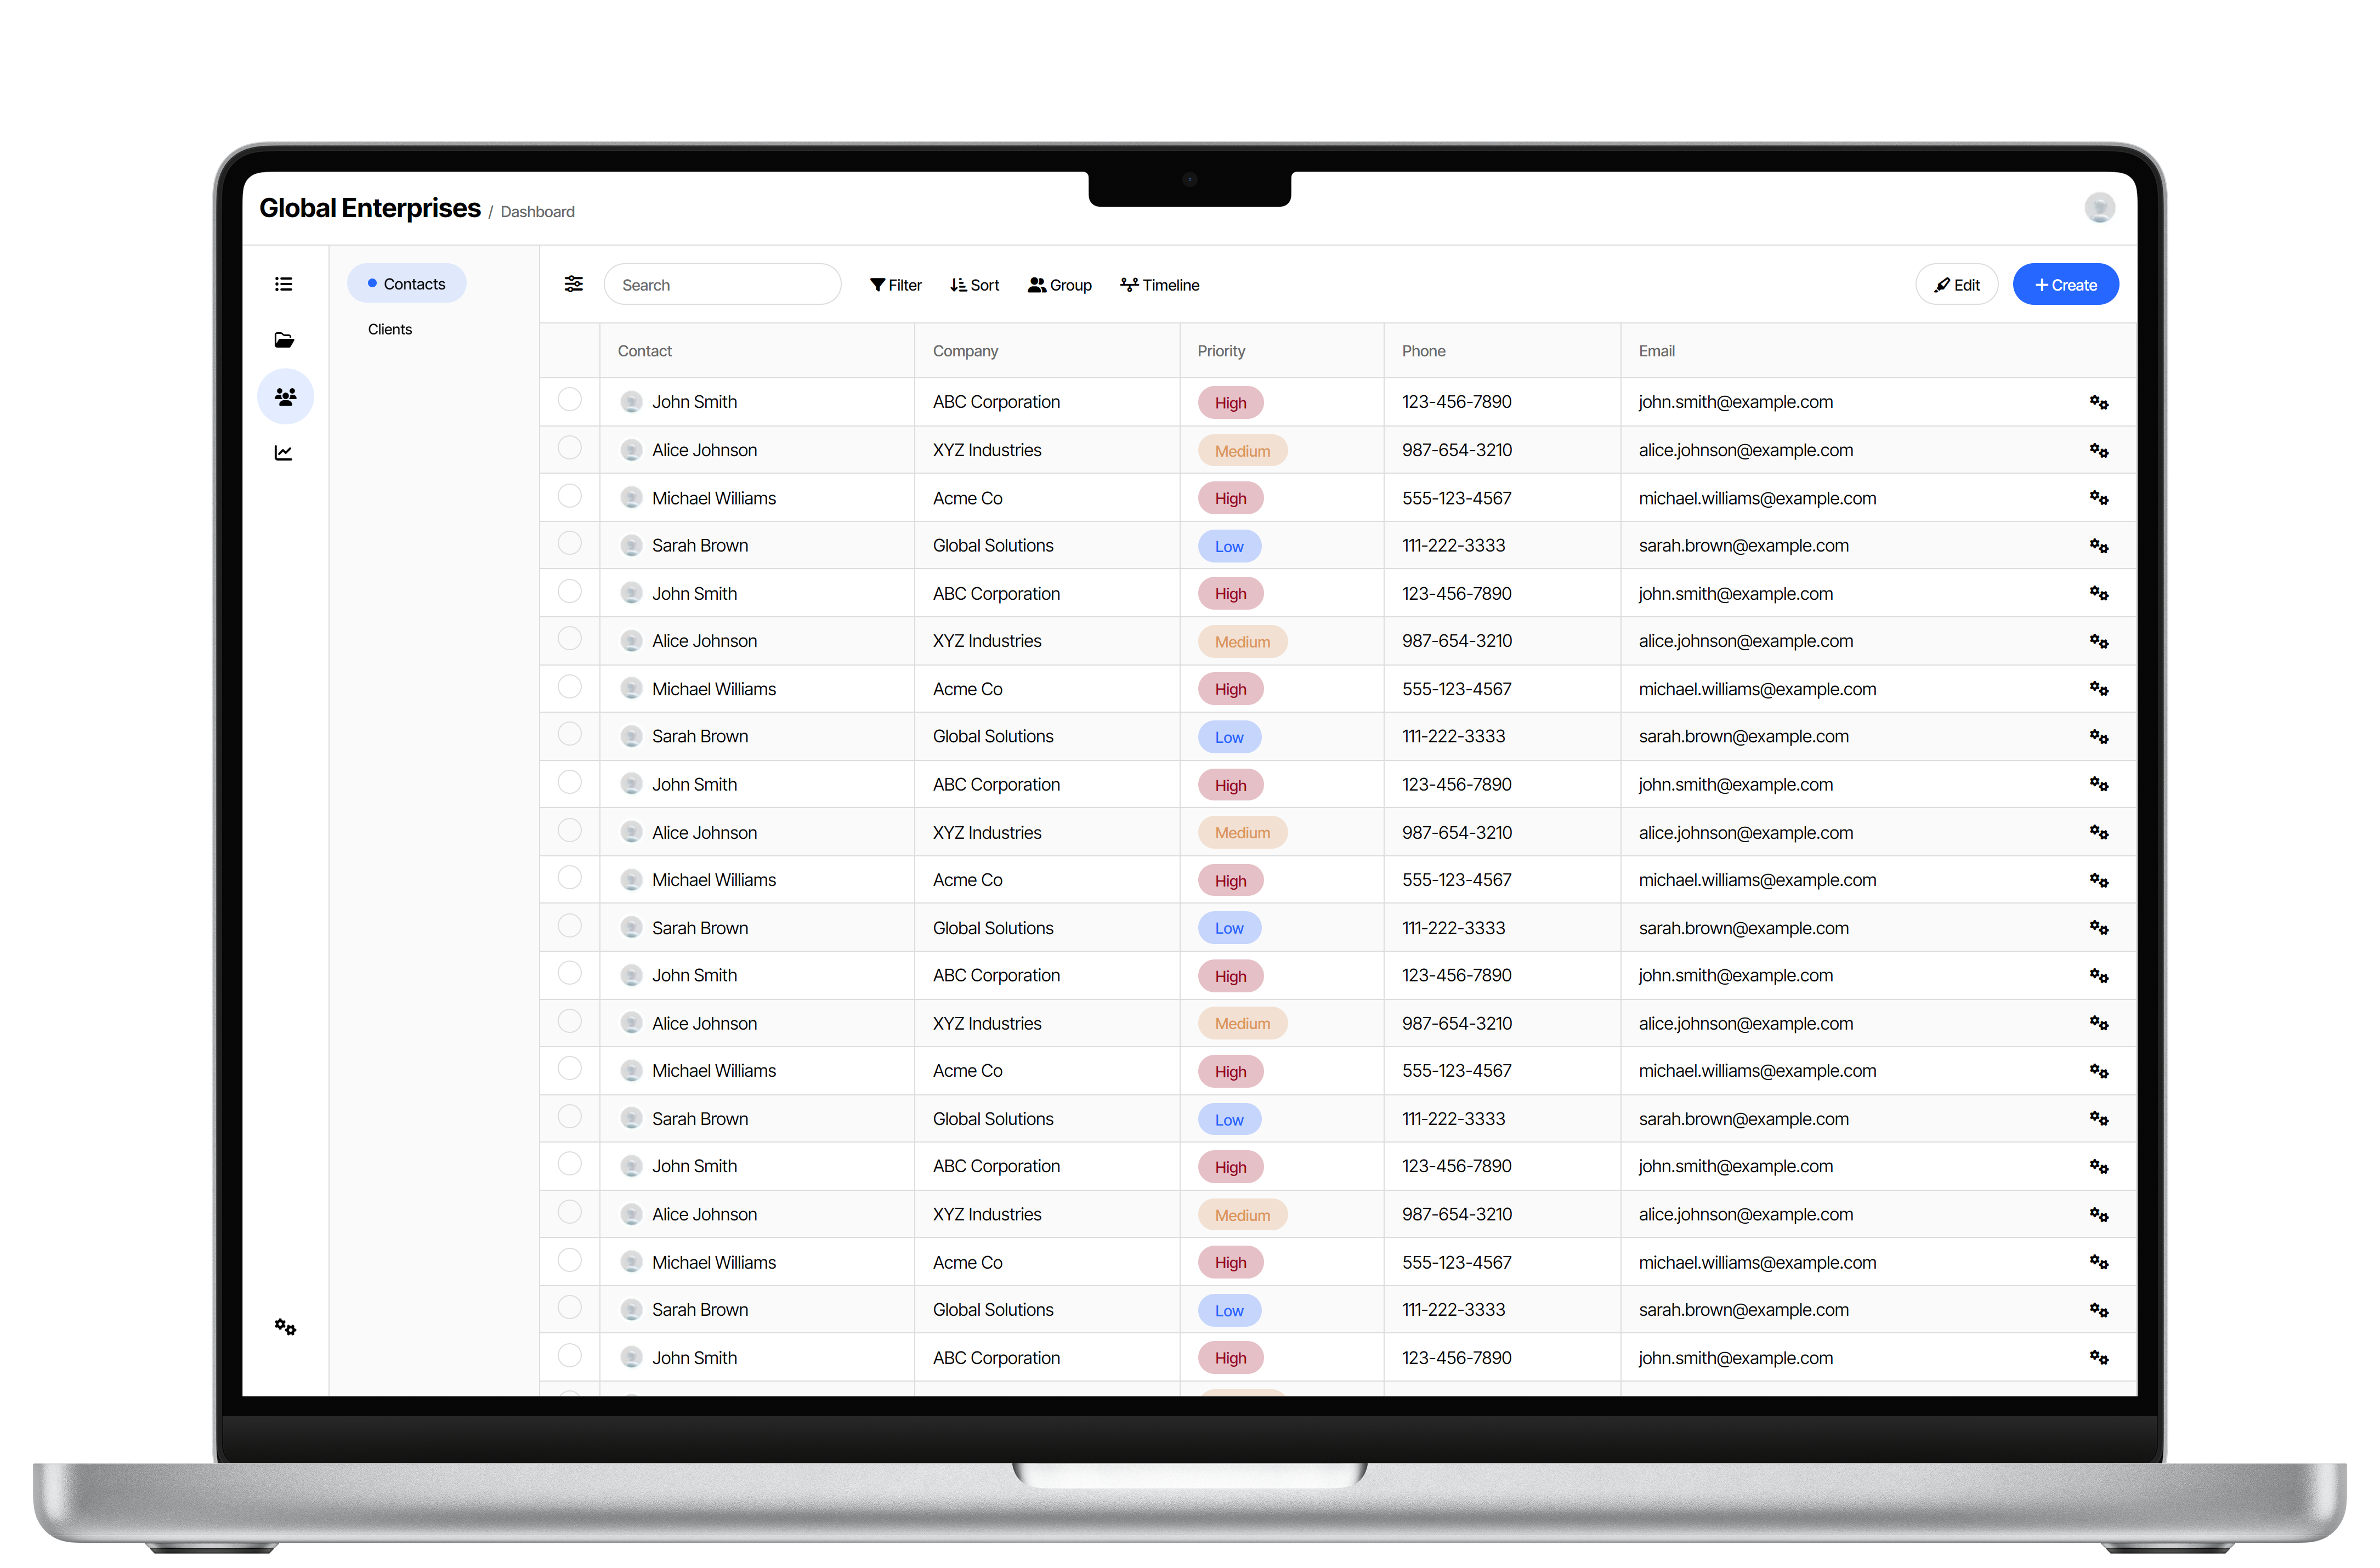 Global Enterprises / Dashboard
Contacts
Clients
Search Filter Sort Group Timeline Edit + Create
Contact Company Priority Phone Email
John Smith ABC Corporation High 123-456-7890 john.smith@example.com
Alice Johnson XYZ Industries Medium 987-654-3210 alice.johnson@example.com
Michael Williams Acme Co High 555-123-4567 michael.williams@example.com
Sarah Brown Global Solutions Low 111-222-3333 sarah.brown@example.com
John Smith ABC Corporation High 123-456-7890 john.smith@example.com
Alice Johnson XYZ Industries Medium 987-654-3210 alice.johnson@example.com
Michael Williams Acme Co High 555-123-4567 michael.williams@example.com
Sarah Brown Global Solutions Low 111-222-3333 sarah.brown@example.com
John Smith ABC Corporation High 123-456-7890 john.smith@example.com
Alice Johnson XYZ Industries Medium 987-654-3210 alice.johnson@example.com
Michael Williams Acme Co High 555-123-4567 michael.williams@example.com
Sarah Brown Global Solutions Low 111-222-3333 sarah.brown@example.com
John Smith ABC Corporation High 123-456-7890 john.smith@example.com
Alice Johnson XYZ Industries Medium 987-654-3210 alice.johnson@example.com
Michael Williams Acme Co High 555-123-4567 michael.williams@example.com
Sarah Brown Global Solutions Low 111-222-3333 sarah.brown@example.com
John Smith ABC Corporation High 123-456-7890 john.smith@example.com
Alice Johnson XYZ Industries Medium 987-654-3210 alice.johnson@example.com
Michael Williams Acme Co High 555-123-4567 michael.williams@example.com
Sarah Brown Global Solutions Low 111-222-3333 sarah.brown@example.com
John Smith ABC Corporation High 123-456-7890 john.smith@example.com